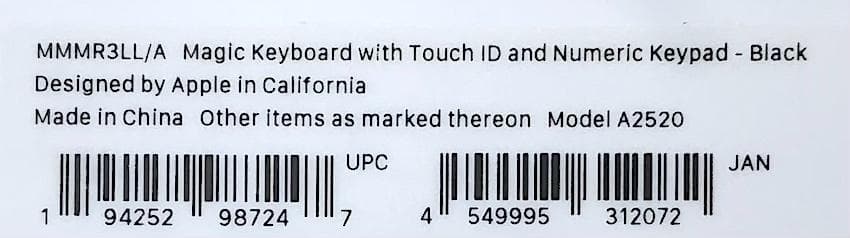 MMMR3LL/A Magic Keyboard with Touch ID and Numeric Keypad - Black
Designed by Apple in California
Made in China Other items as marked thereon Model A2520
UPC JAN
1 94252 98724 7 4 549995 312072